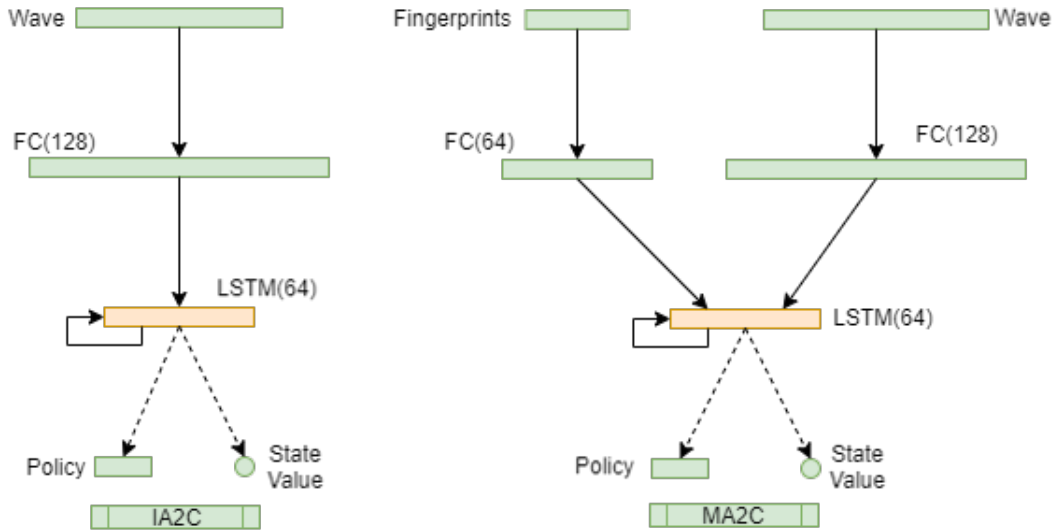 Wave
FC(128)
LSTM(64)
Policy
State
Value
IA2C
Fingerprints
Wave
FC(64)
FC(128)
LSTM(64)
Policy
State
Value
MA2C